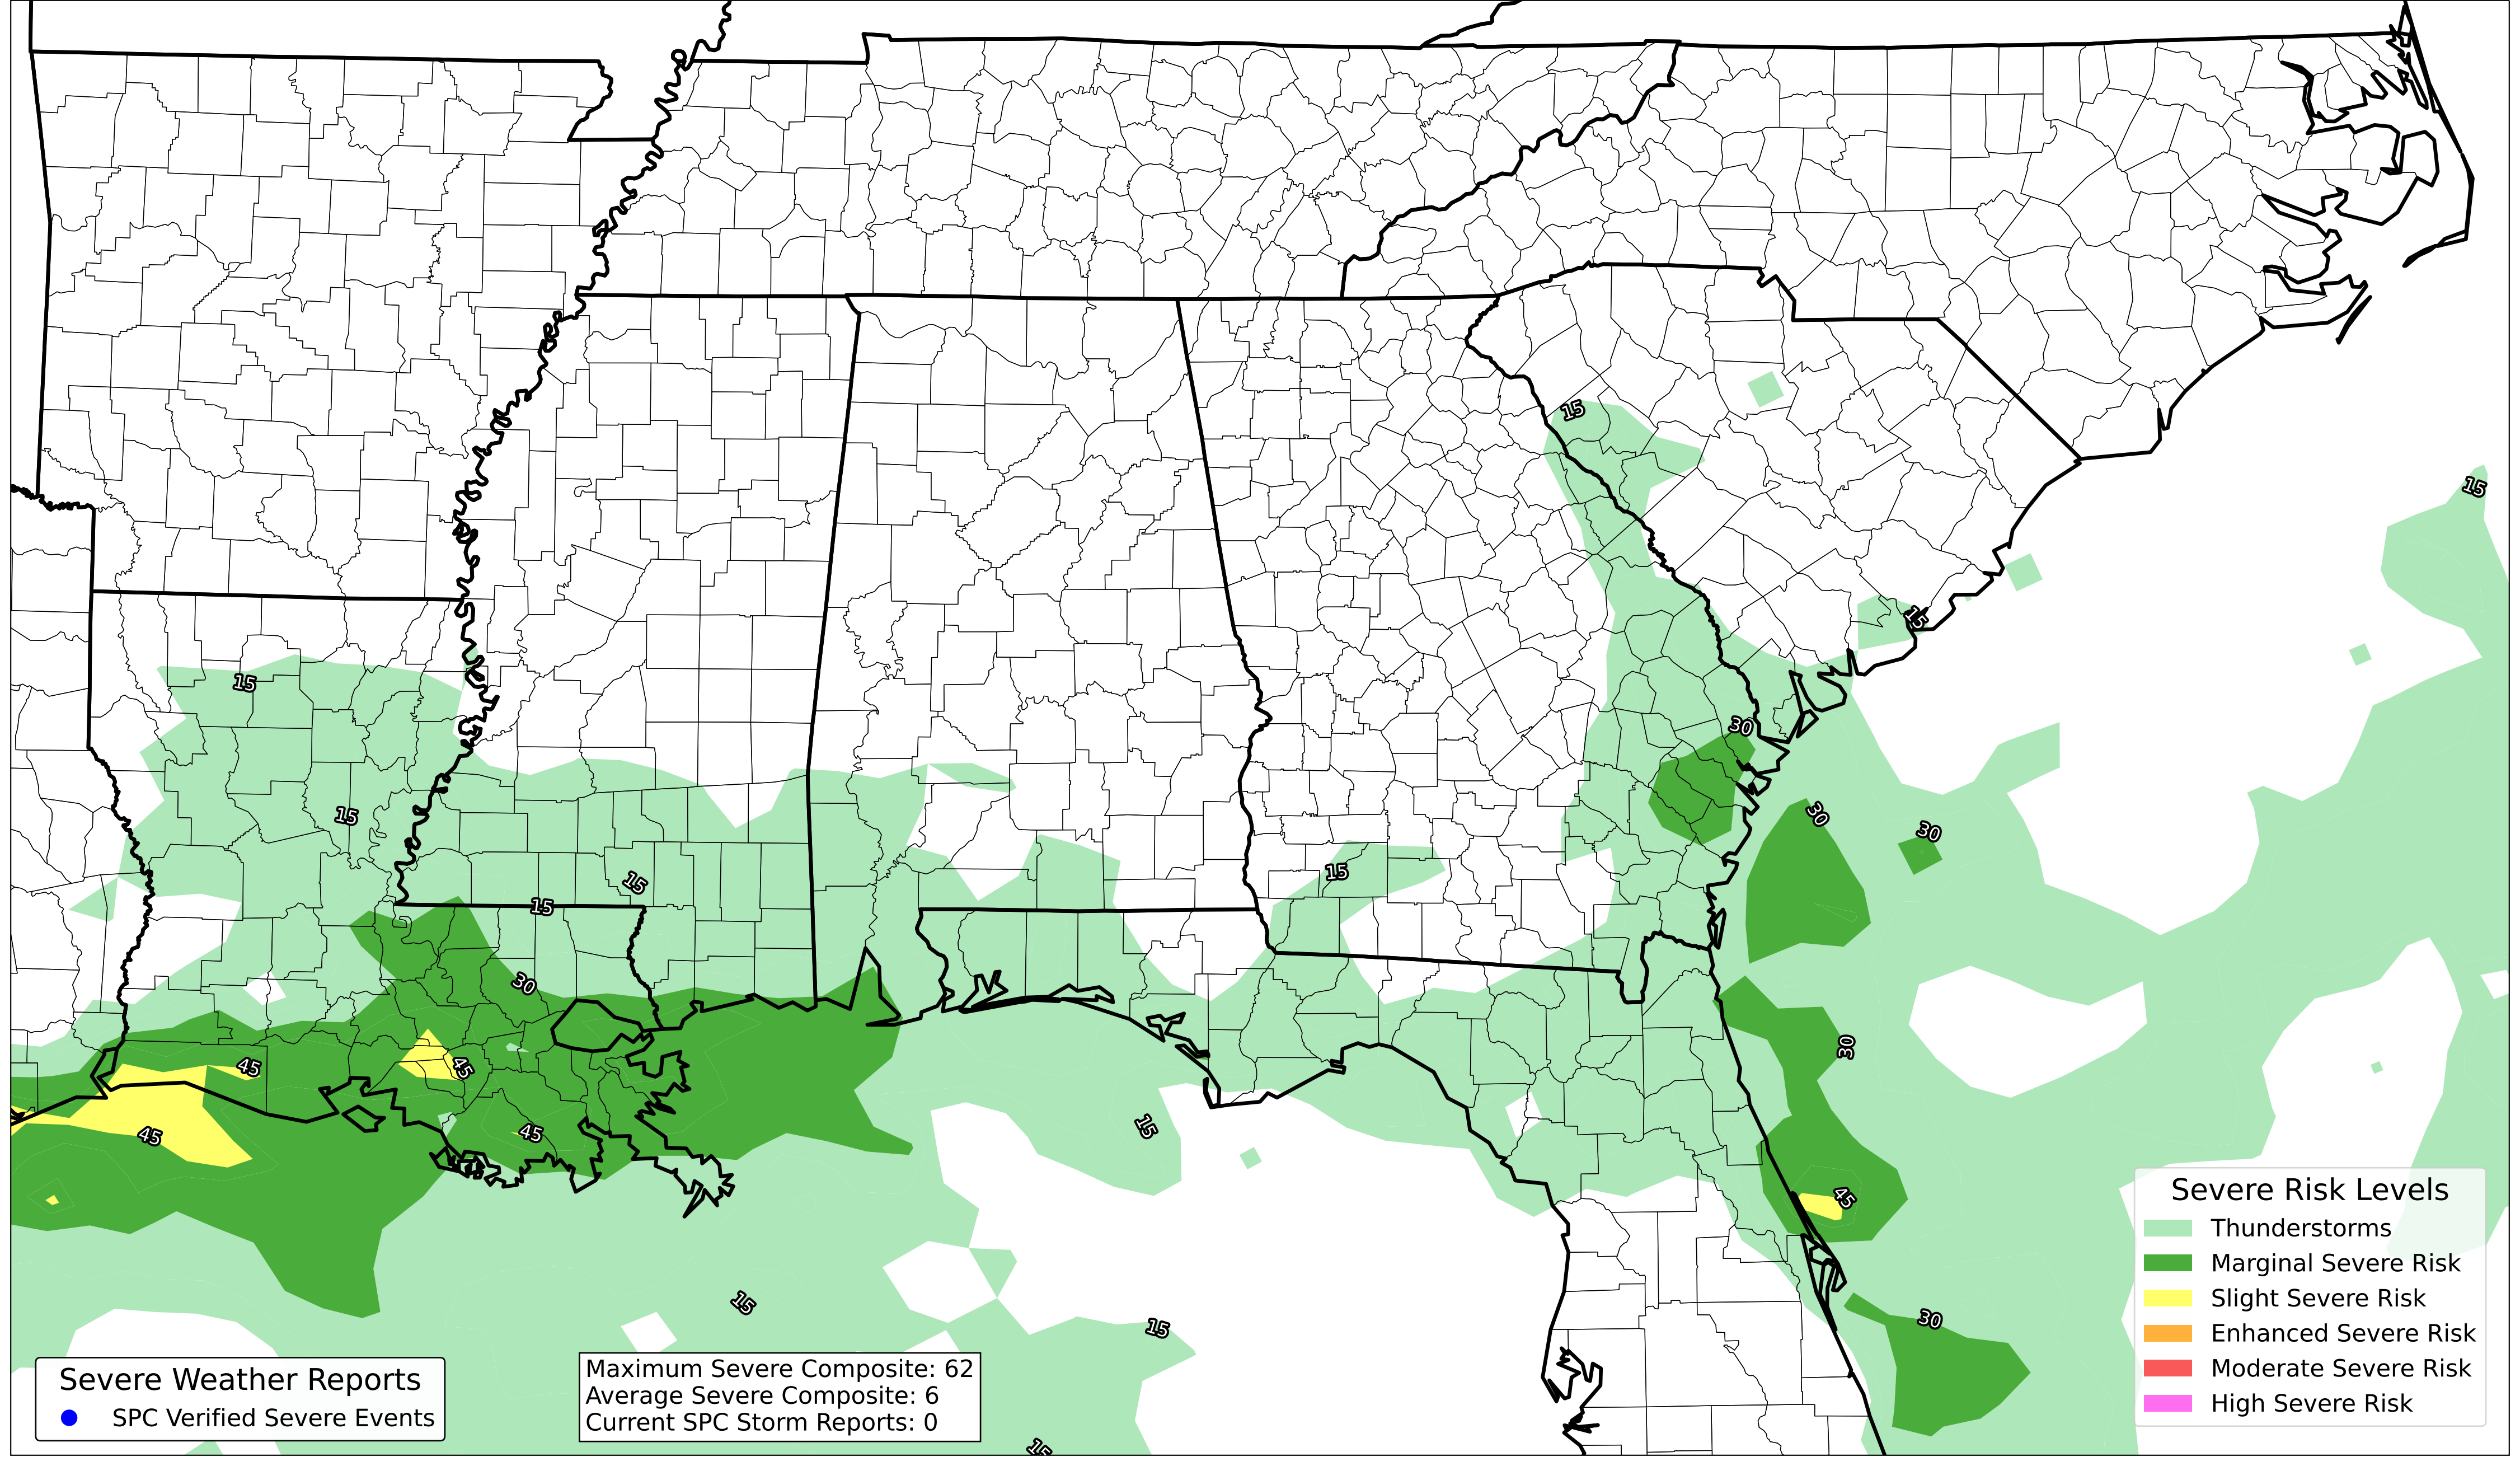 15
15
15
15
30
15
15
15
15
30
30
30
15
30
45
45
45
45
15
30
45
15
15
30
15
Severe Risk Levels
Thunderstorms
Marginal Severe Risk
Slight Severe Risk
Enhanced Severe Risk
Moderate Severe Risk
High Severe Risk
Severe Weather Reports
SPC Verified Severe Events
Maximum Severe Composite: 62
Average Severe Composite: 6
Current SPC Storm Reports: 0